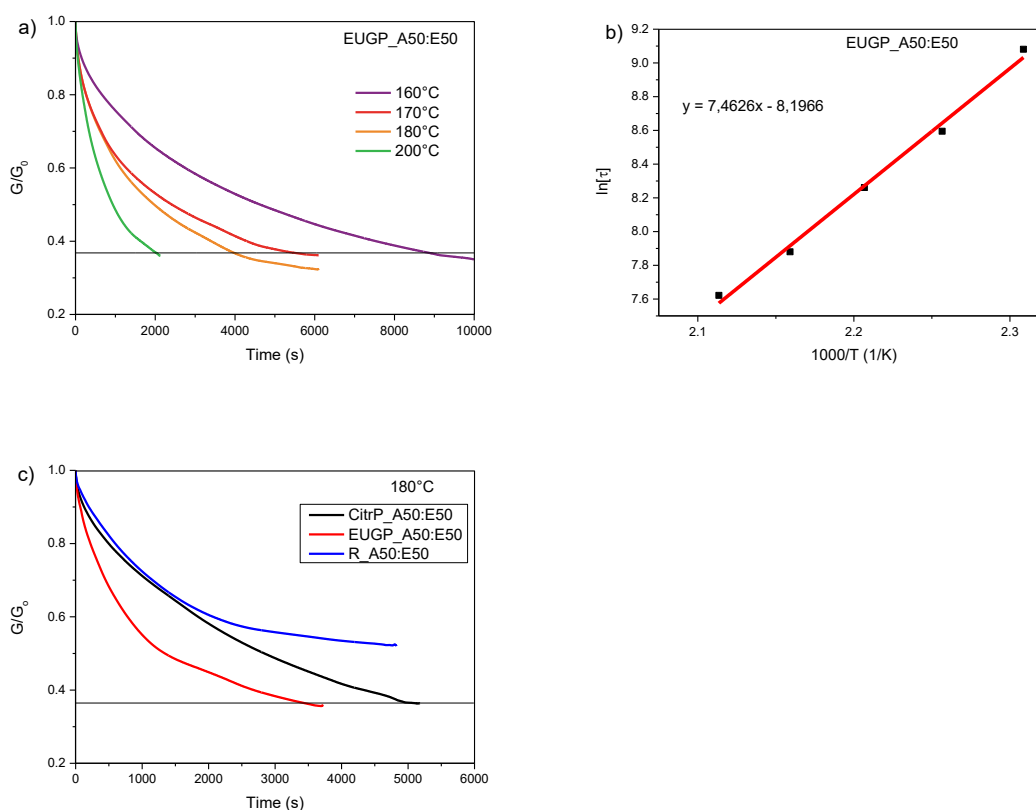 a)
EUGP_A50:E50
160°C
170°C
180°C
200°C
1.0
0.8
0.6
0.4
0.2
G/G0
0
2000
4000
6000
8000
10000
Time (s)
b)
EUGP_A50:E50
y = 7,4626x - 8,1966
9.2
9.0
8.8
8.6
8.4
8.2
8.0
7.8
7.6
ln[τ]
2.1
2.2
2.3
1000/T (1/K)
c)
180°C
CitrP_A50:E50
EUGP_A50:E50
R_A50:E50
1.0
0.8
0.6
0.4
0.2
G/Go
0
1000
2000
3000
4000
5000
6000
Time (s)